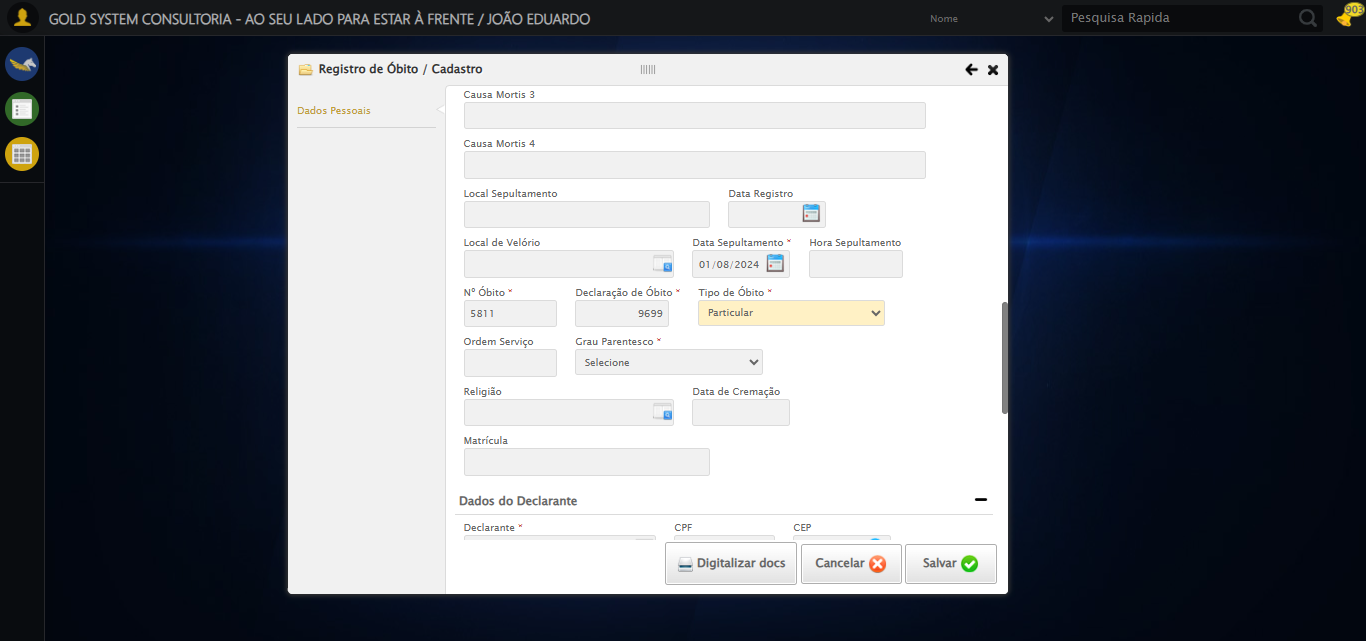 GOLD SYSTEM CONSULTORIA - AO SEU LADO PARA ESTAR À FRENTE / JOÃO EDUARDO
Nome
Pesquisa Rapida
903
Registro de Óbito / Cadastro
Dados Pessoais
Causa Mortis 3
Causa Mortis 4
Local Sepultamento Data Registro
Local de Velório Data Sepultamento * Hora Sepultamento
01/08/2024
Nº Óbito * Declaração de Óbito * Tipo de Óbito *
5811 9699 Particular
Ordem Serviço Grau Parentesco *
Selecione
Religião Data de Cremação
Matrícula
Dados do Declarante
Declarante * CPF CEP
Digitalizar docs Cancelar Salvar